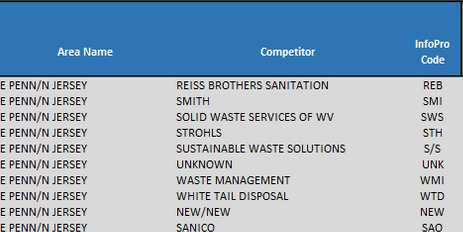 Area Name Competitor InfoPro Code
E PENN/N JERSEY REISS BROTHERS SANITATION REB
E PENN/N JERSEY SMITH SMI
E PENN/N JERSEY SOLID WASTE SERVICES OF WV SWS
E PENN/N JERSEY STROHLS STH
E PENN/N JERSEY SUSTAINABLE WASTE SOLUTIONS S/S
E PENN/N JERSEY UNKNOWN UNK
E PENN/N JERSEY WASTE MANAGEMENT WMI
E PENN/N JERSEY WHITE TAIL DISPOSAL WTD
E PENN/N JERSEY NEW/NEW NEW
E PENN/N JERSEY SANICO SAO